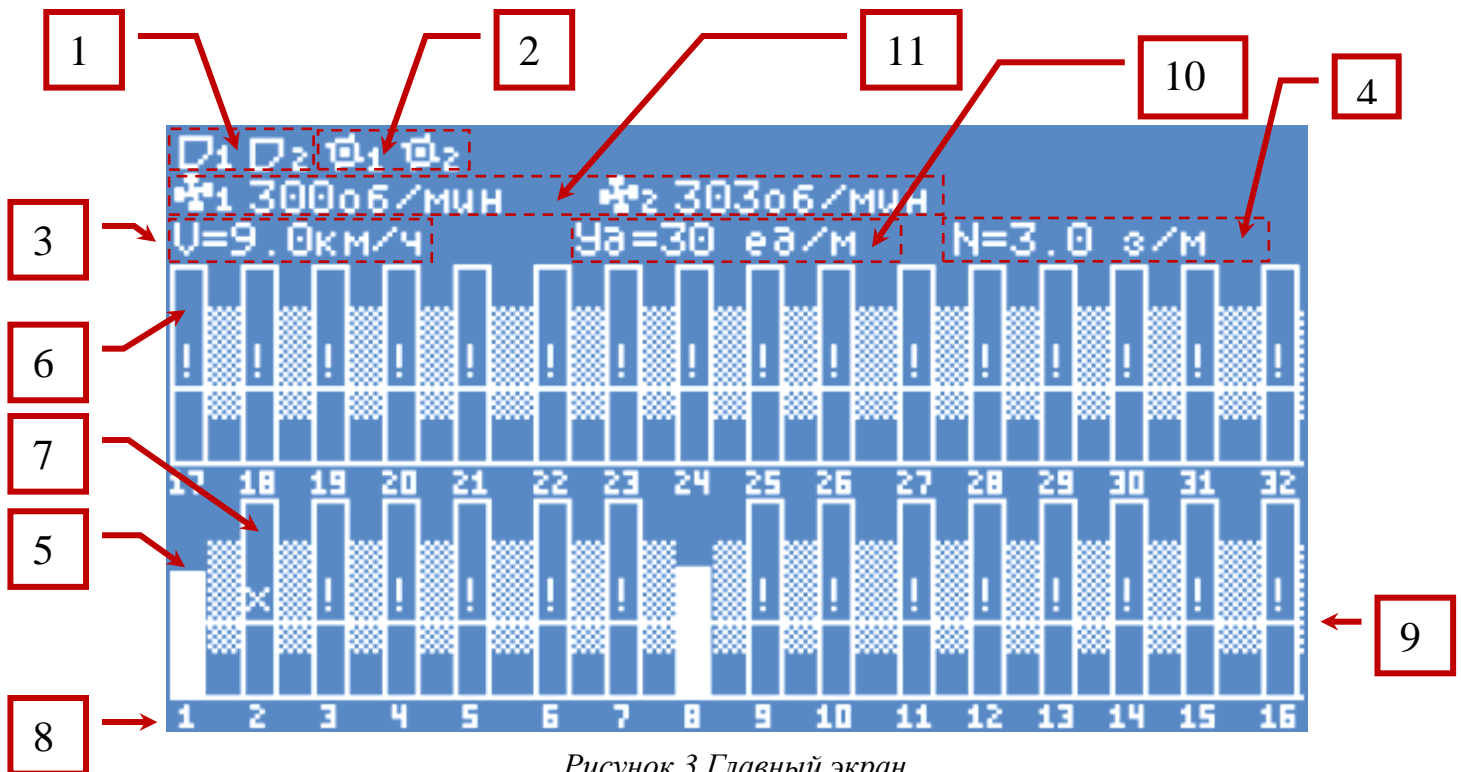 1 2 11 10 4
1 2 1 2
1 300об/мин 2 303об/мин
3
V=9.0км/ч Уд=30 ед/м N=3.0 з/м
6
! ! ! ! ! ! ! ! ! ! ! ! ! ! ! !
7
17 18 19 20 21 22 23 24 25 26 27 28 29 30 31 32
5
x ! ! ! ! ! ! ! ! ! ! ! ! !
9
8
1 2 3 4 5 6 7 8 9 10 11 12 13 14 15 16
Рисунок 3 Главный экран